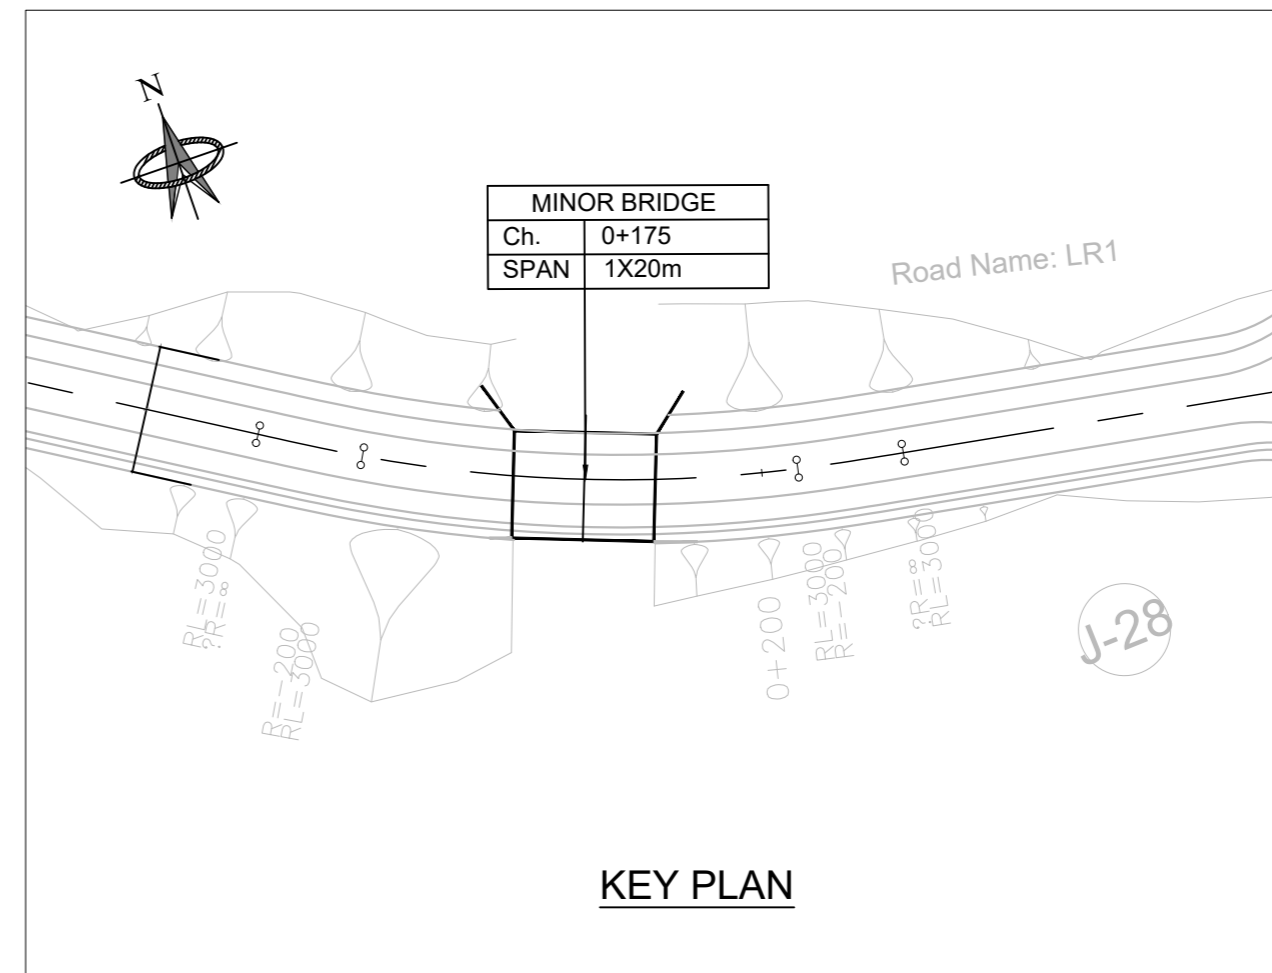 N
MINOR BRIDGE
Ch. 0+175
SPAN 1X20m
Road Name: LR1
RL=3000
?R=∞
R=-200
RL=3000
0+200
RL=3000
R=-200
?R=∞
RL=3000
J-28
KEY PLAN